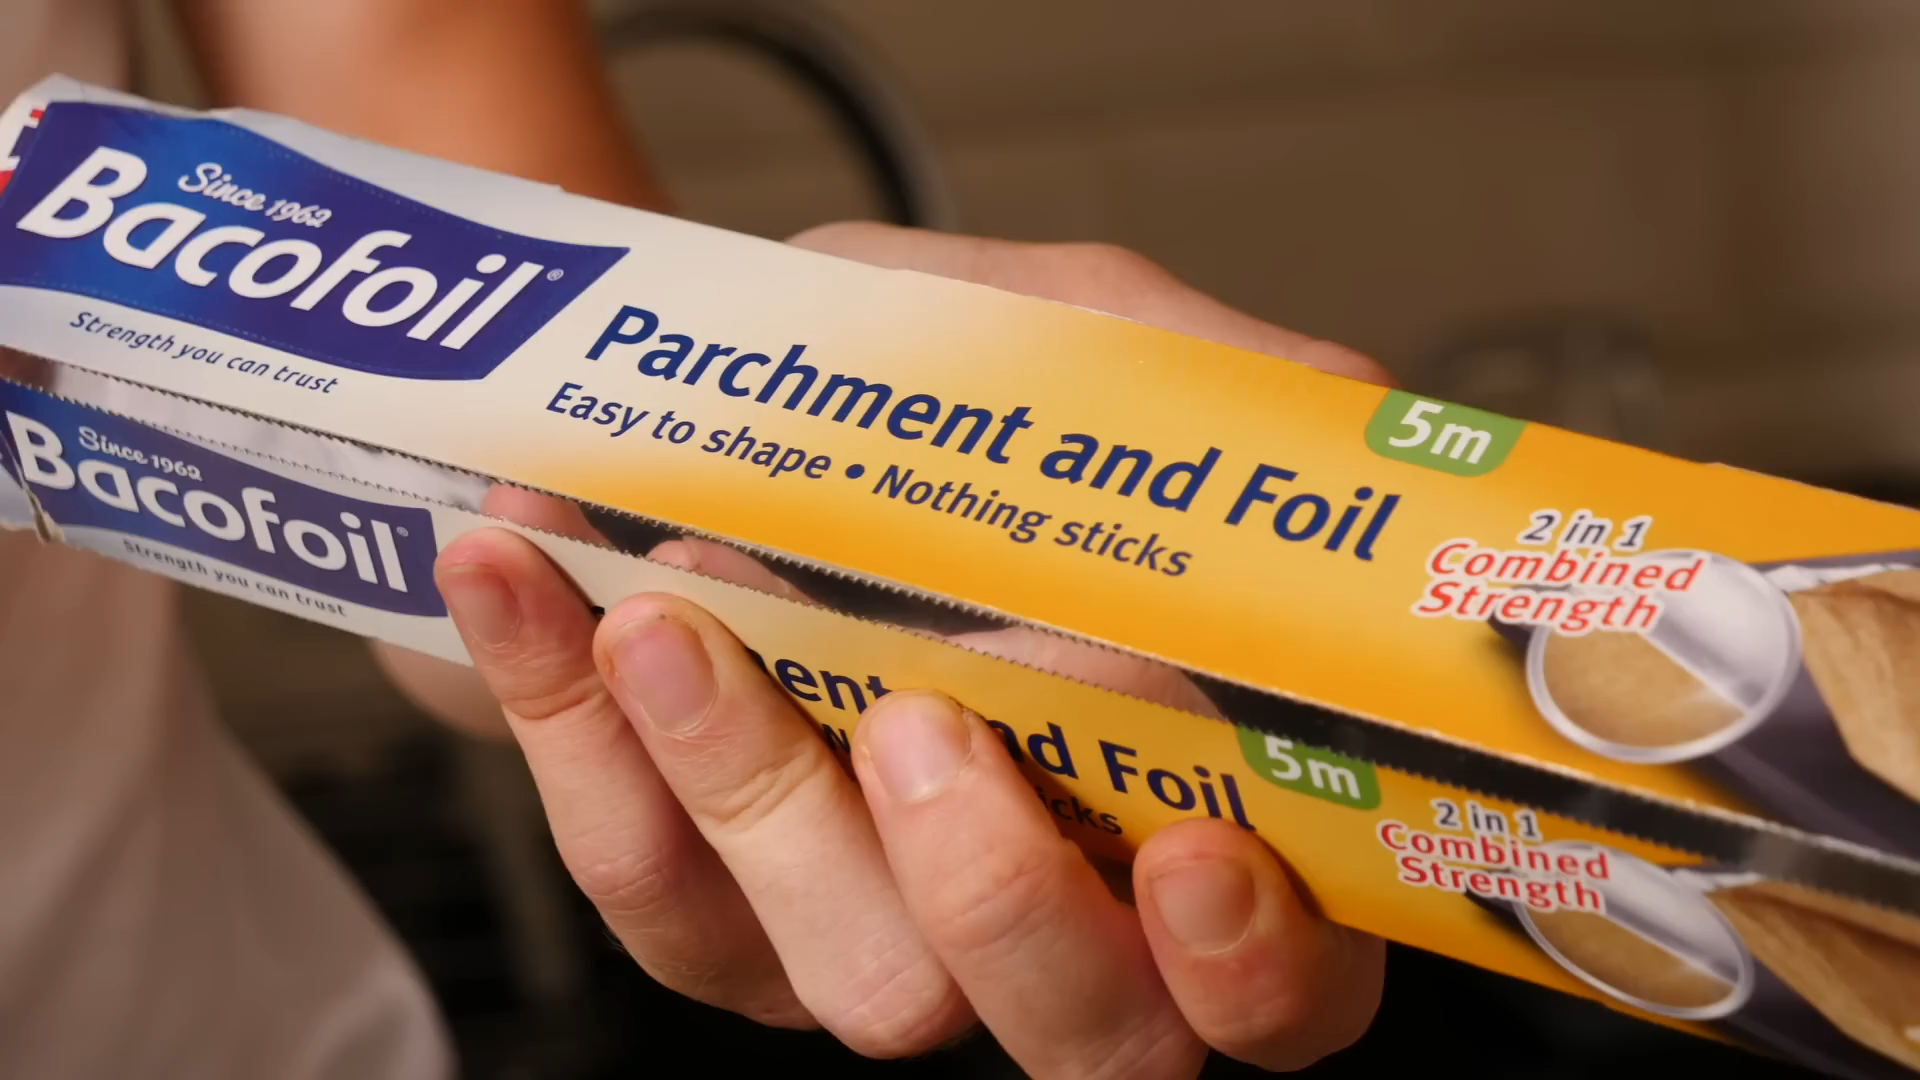 Since 1962
Bacofoil®
Strength you can trust
Parchment and Foil
Easy to shape • Nothing sticks
5m
2 in 1
Combined
Strength
Since 1962
Bacofoil®
Strength you can trust
Foil
5m
2 in 1
Combined
Strength